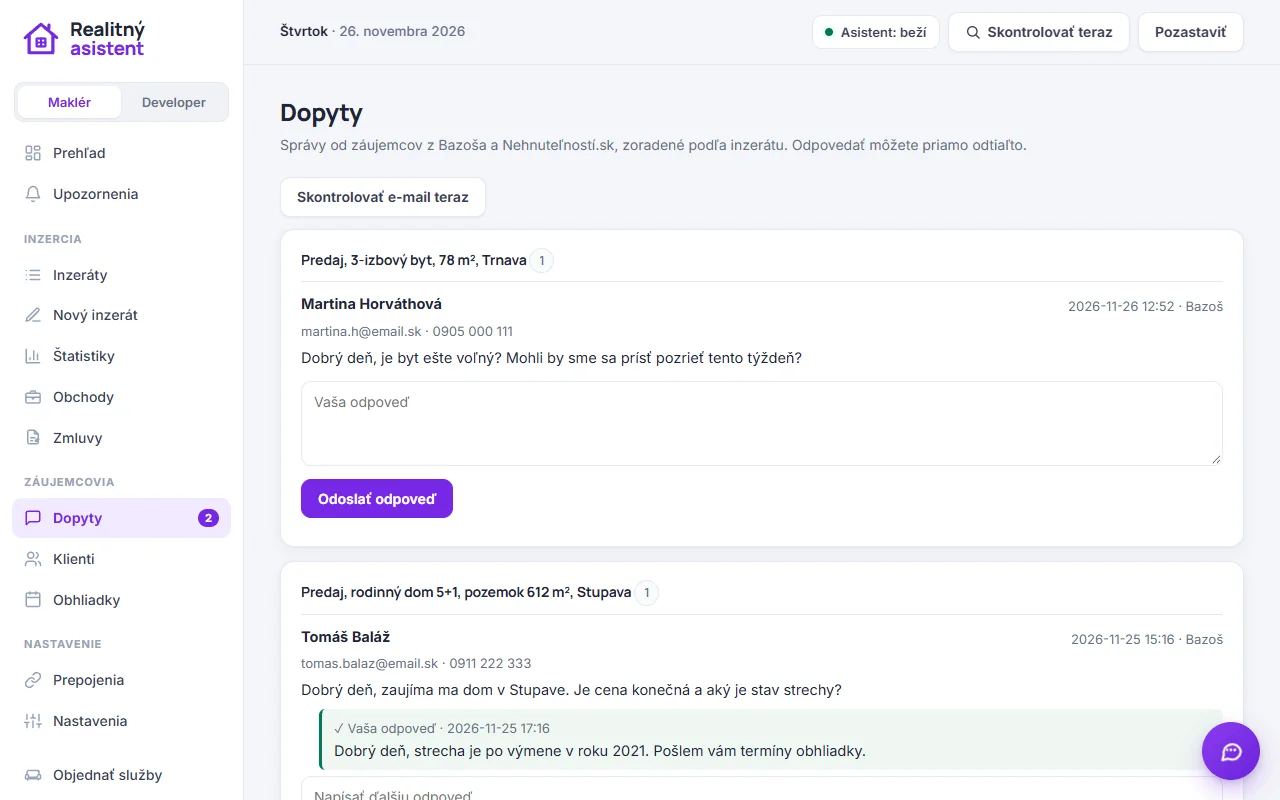 Realitný
asistent
Maklér
Developer
Prehľad
Upozornenia
INZERCIA
Inzeráty
Nový inzerát
Štatistiky
Obchody
Zmluvy
ZÁUJEMCOVIA
Dopyty 2
Klienti
Obhliadky
NASTAVENIE
Prepojenia
Nastavenia
Objednať služby
Štvrtok · 26. novembra 2026
Asistent: beží
Skontrolovať teraz
Pozastaviť
Dopyty
Správy od záujemcov z Bazoša a Nehnuteľností.sk, zoradené podľa inzerátu. Odpovedať môžete priamo odtiaľto.
Skontrolovať e-mail teraz
Predaj, 3-izbový byt, 78 m², Trnava 1
Martina Horváthová
2026-11-26 12:52 · Bazoš
martina.h@email.sk · 0905 000 111
Dobrý deň, je byt ešte voľný? Mohli by sme sa prísť pozrieť tento týždeň?
Vaša odpoveď
Odoslať odpoveď
Predaj, rodinný dom 5+1, pozemok 612 m², Stupava 1
Tomáš Baláž
2026-11-25 15:16 · Bazoš
tomas.balaz@email.sk · 0911 222 333
Dobrý deň, zaujíma ma dom v Stupave. Je cena konečná a aký je stav strechy?
✓ Vaša odpoveď · 2026-11-25 17:16
Dobrý deň, strecha je po výmene v roku 2021. Pošlem vám termíny obhliadky.
Napísať ďalšiu odpoveď